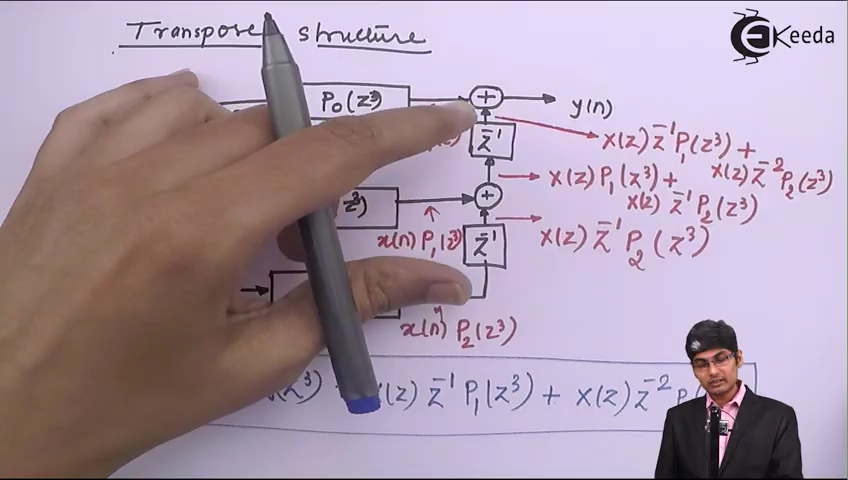 Transpose structure
EKeeda
P₀(z³)
+
y(n)
z⁻¹
x(z) z⁻¹ P₁(z³) +
x(z) z⁻² P₂(z³)
x(z) P₁(z³) +
x(z) z⁻¹ P₂(z³)
z³)
+
x(n) P₁(z³)
z⁻¹
x(z) z⁻¹ P₂(z³)
x(n) P₂(z³)
x(z) z⁻¹ P₁(z³) + x(z) z⁻² P